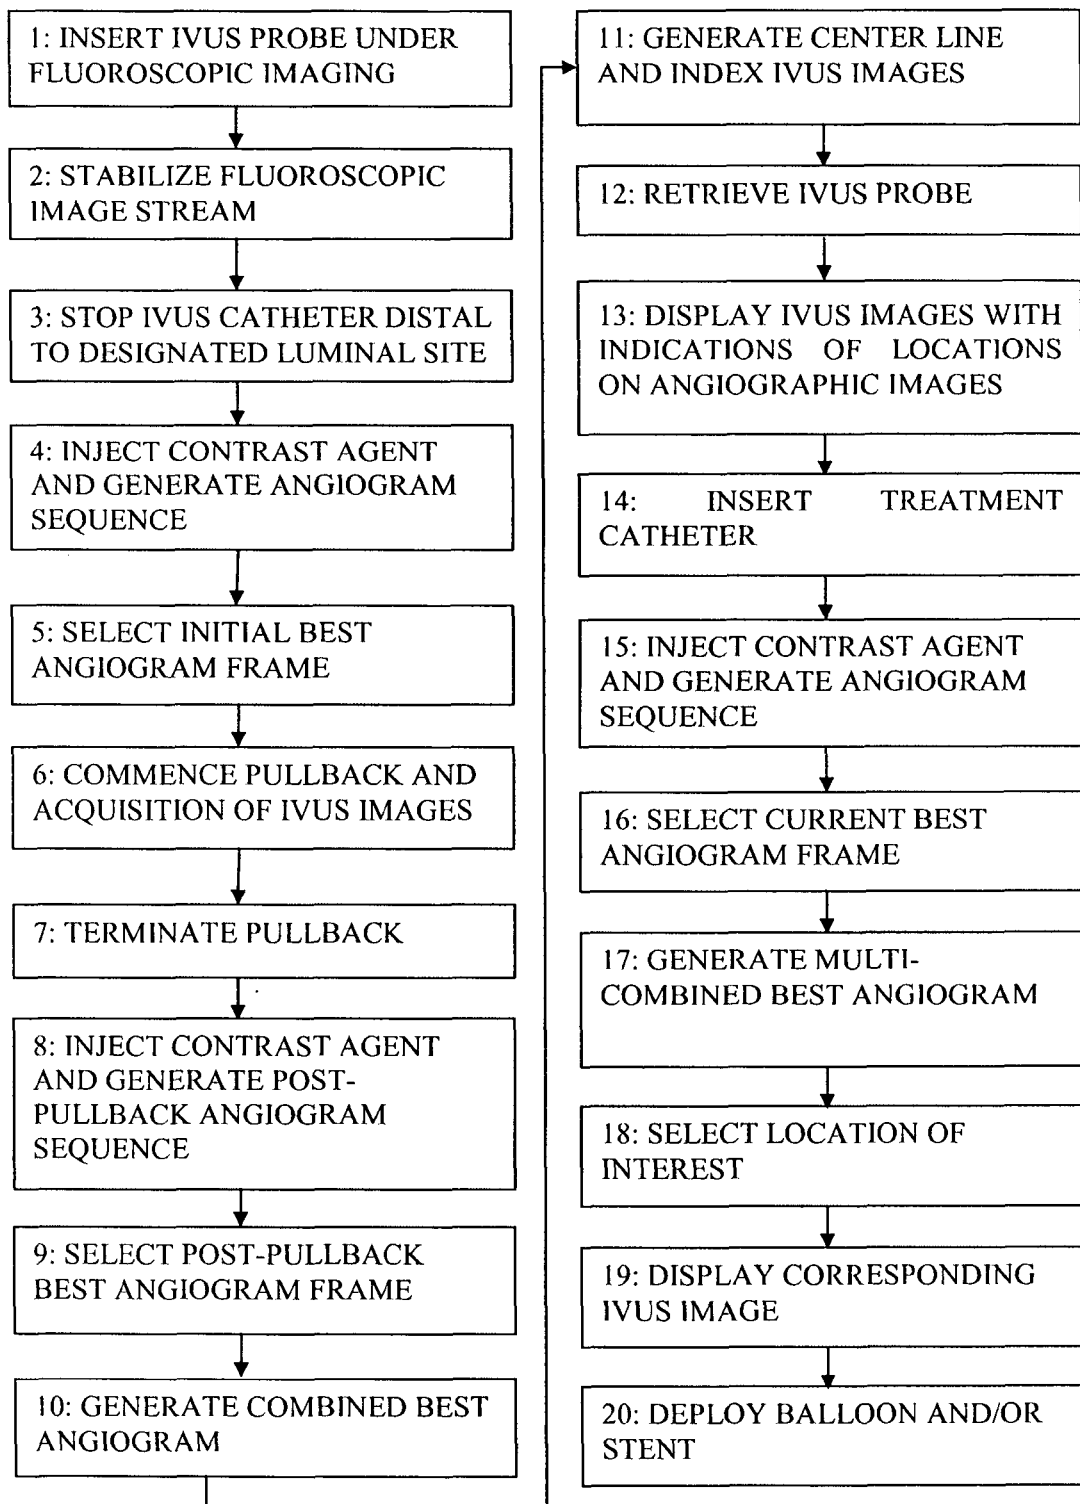 1: INSERT IVUS PROBE UNDER
FLUOROSCOPIC IMAGING
2: STABILIZE FLUOROSCOPIC
IMAGE STREAM
3: STOP IVUS CATHETER DISTAL
TO DESIGNATED LUMINAL SITE
4: INJECT CONTRAST AGENT
AND GENERATE ANGIOGRAM
SEQUENCE
5: SELECT INITIAL BEST
ANGIOGRAM FRAME
6: COMMENCE PULLBACK AND
ACQUISITION OF IVUS IMAGES
7: TERMINATE PULLBACK
8: INJECT CONTRAST AGENT
AND GENERATE POST-
PULLBACK ANGIOGRAM
SEQUENCE
9: SELECT POST-PULLBACK
BEST ANGIOGRAM FRAME
10: GENERATE COMBINED BEST
ANGIOGRAM
11: GENERATE CENTER LINE
AND INDEX IVUS IMAGES
12: RETRIEVE IVUS PROBE
13: DISPLAY IVUS IMAGES WITH
INDICATIONS OF LOCATIONS
ON ANGIOGRAPHIC IMAGES
14: INSERT TREATMENT
CATHETER
15: INJECT CONTRAST AGENT
AND GENERATE ANGIOGRAM
SEQUENCE
16: SELECT CURRENT BEST
ANGIOGRAM FRAME
17: GENERATE MULTI-
COMBINED BEST ANGIOGRAM
18: SELECT LOCATION OF
INTEREST
19: DISPLAY CORRESPONDING
IVUS IMAGE
20: DEPLOY BALLOON AND/OR
STENT